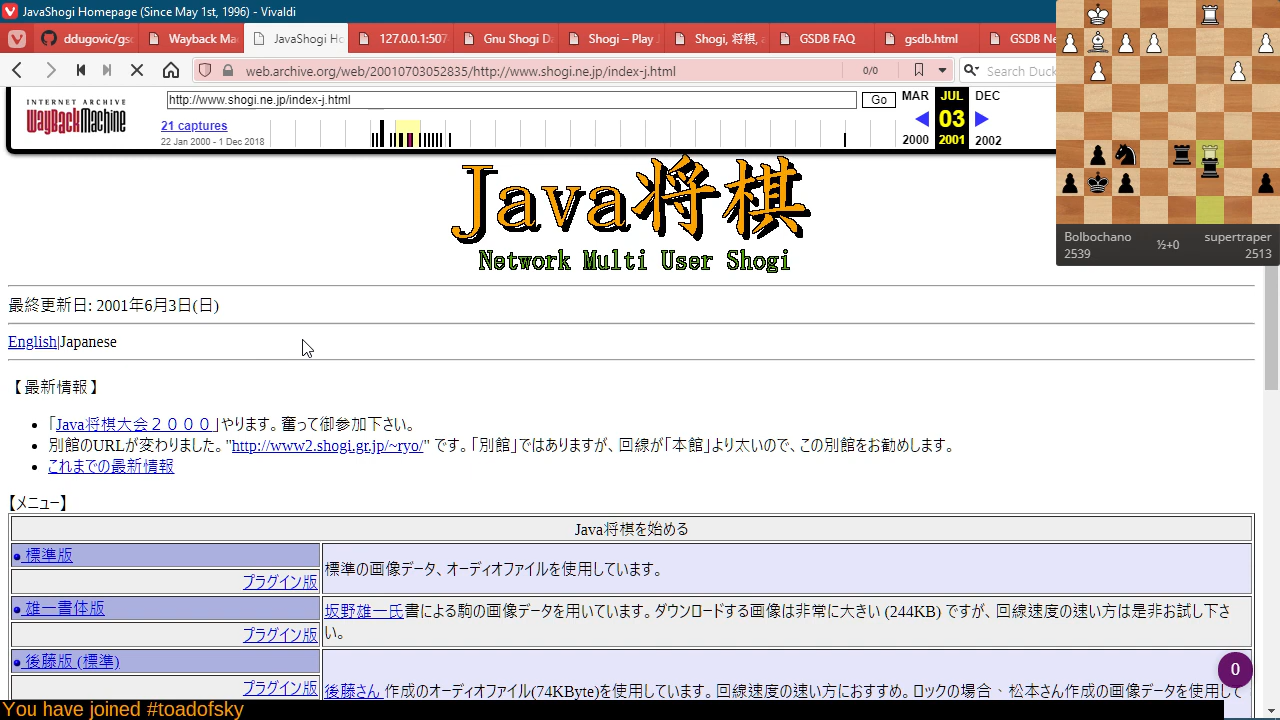 JavaShogi Homepage (Since May 1st, 1996) - Vivaldi
ddugovic/gs
Wayback Ma
JavaShogi Ho
127.0.0.1:507
Gnu Shogi D
Shogi – Play
Shogi, 将棋,
GSDB FAQ
gsdb.html
GSDB Ne
web.archive.org/web/20010703052835/http://www.shogi.ne.jp/index-j.html
0/0
Search Duck
INTERNET ARCHIVE
WayBackMachine
http://www.shogi.ne.jp/index-j.html
Go
MAR JUL DEC
21 captures
03
22 Jan 2000 - 1 Dec 2018
2000 2001 2002
Java将棋
Network Multi User Shogi
Bolbochano
2539
½+0
supertraper
2513
最終更新日: 2001年6月3日(日)
English|Japanese
【最新情報】
「Java将棋大会２０００」やります。奮って御参加下さい。
別館のURLが変わりました。"http://www2.shogi.gr.jp/~ryo/" です。「別館」ではありますが、回線が「本館」より太いので、この別館をお勧めします。
これまでの最新情報
【メニュー】
Java将棋を始める
標準版
プラグイン版
標準の画像データ、オーディオファイルを使用しています。
雄一書体版
プラグイン版
坂野雄一氏書による駒の画像データを用いています。ダウンロードする画像は非常に大きい (244KB) ですが、回線速度の速い方は是非お試し下さ
い。
後藤版 (標準)
プラグイン版
後藤さん作成のオーディオファイル(74KByte)を使用しています。回線速度の速い方におすすめ。ロックの場合、松本さん作成の画像データを使用して
0
You have joined #toadofsky